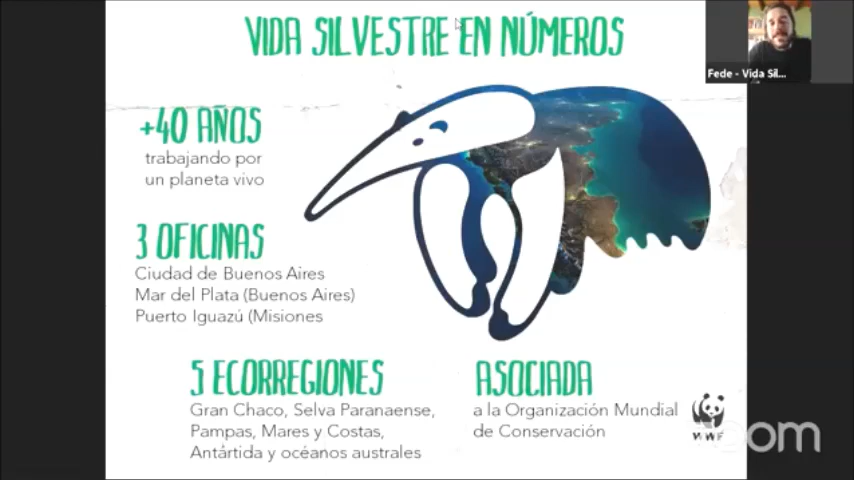 VIDA SILVESTRE EN NÚMEROS
Fede - Vida Sil...
+40 AÑOS
trabajando por
un planeta vivo
3 OFICINAS
Ciudad de Buenos Aires
Mar del Plata (Buenos Aires)
Puerto Iguazú (Misiones
5 ECORREGIONES
Gran Chaco, Selva Paranaense,
Pampas, Mares y Costas,
Antártida y océanos australes
ASOCIADA
a la Organización Mundial
de Conservación
WWF
zoom